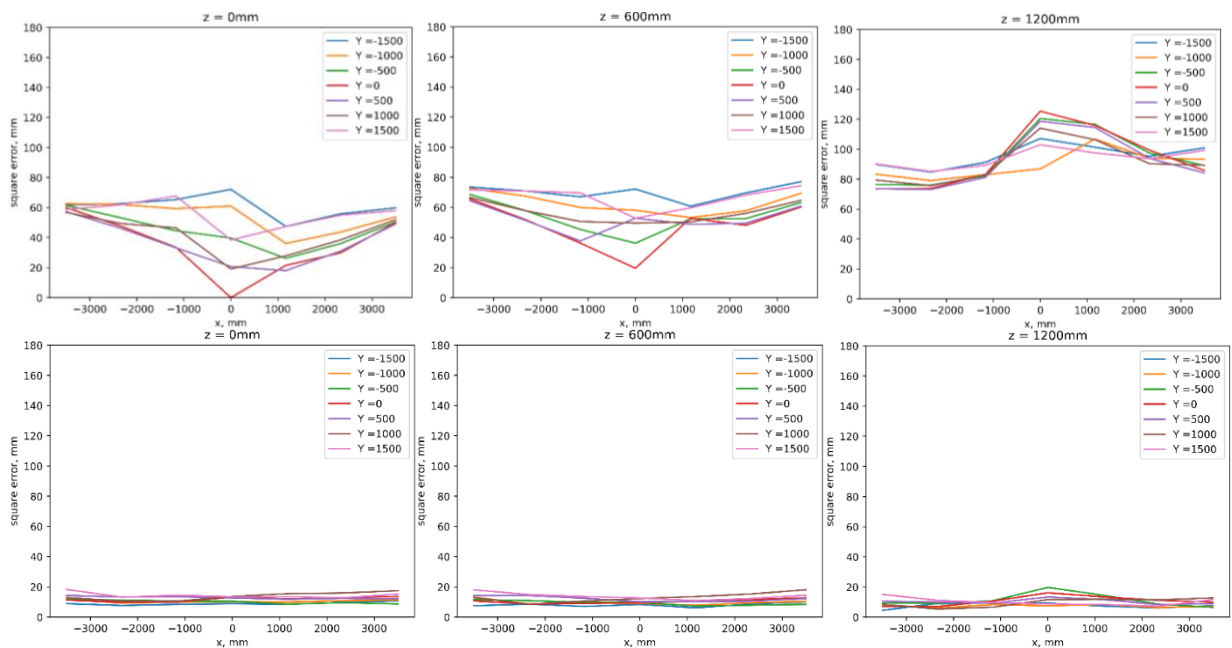 z = 0mm
180
160
140
120
100
80
60
40
20
0
square error, mm
Y =-1500
Y =-1000
Y =-500
Y =0
Y =500
Y =1000
Y =1500
−3000 −2000 −1000 0 1000 2000 3000
x, mm
z = 600mm
180
160
140
120
100
80
60
40
20
0
square error, mm
Y =-1500
Y =-1000
Y =-500
Y =0
Y =500
Y =1000
Y =1500
−3000 −2000 −1000 0 1000 2000 3000
x, mm
z = 1200mm
180
160
140
120
100
80
60
40
20
0
square error, mm
Y =-1500
Y =-1000
Y =-500
Y =0
Y =500
Y =1000
Y =1500
−3000 −2000 −1000 0 1000 2000 3000
x, mm
z = 0mm
180
160
140
120
100
80
60
40
20
0
square error, mm
Y =-1500
Y =-1000
Y =-500
Y =0
Y =500
Y =1000
Y =1500
−3000 −2000 −1000 0 1000 2000 3000
x, mm
z = 600mm
180
160
140
120
100
80
60
40
20
0
square error, mm
Y =-1500
Y =-1000
Y =-500
Y =0
Y =500
Y =1000
Y =1500
−3000 −2000 −1000 0 1000 2000 3000
x, mm
z = 1200mm
180
160
140
120
100
80
60
40
20
0
square error, mm
Y =-1500
Y =-1000
Y =-500
Y =0
Y =500
Y =1000
Y =1500
−3000 −2000 −1000 0 1000 2000 3000
x, mm